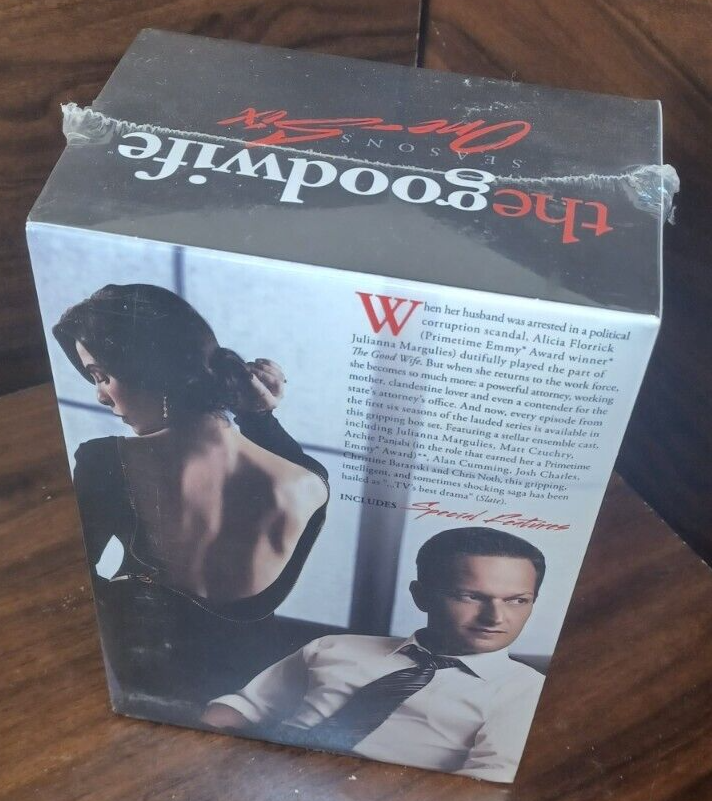 the goodwife
SEASONS
One–Six
When her husband was arrested in a political
corruption scandal, Alicia Florrick
(Primetime Emmy® Award winner*
Julianna Margulies) dutifully played the part of
The Good Wife. But when she returns to the work force,
she becomes so much more: a powerful attorney, working
mother, clandestine lover and even a contender for the
state's attorney's office. And now, every episode from
the first six seasons of the lauded series is available in
this gripping box set. Featuring a stellar ensemble cast,
including Julianna Margulies, Matt Czuchry,
Archie Panjabi (in the role that earned her a Primetime
Emmy® Award)**, Alan Cumming, Josh Charles,
Christine Baranski and Chris Noth, this gripping,
intelligent, and sometimes shocking saga has been
hailed as "...TV's best drama" (Slate).
INCLUDES Special Features